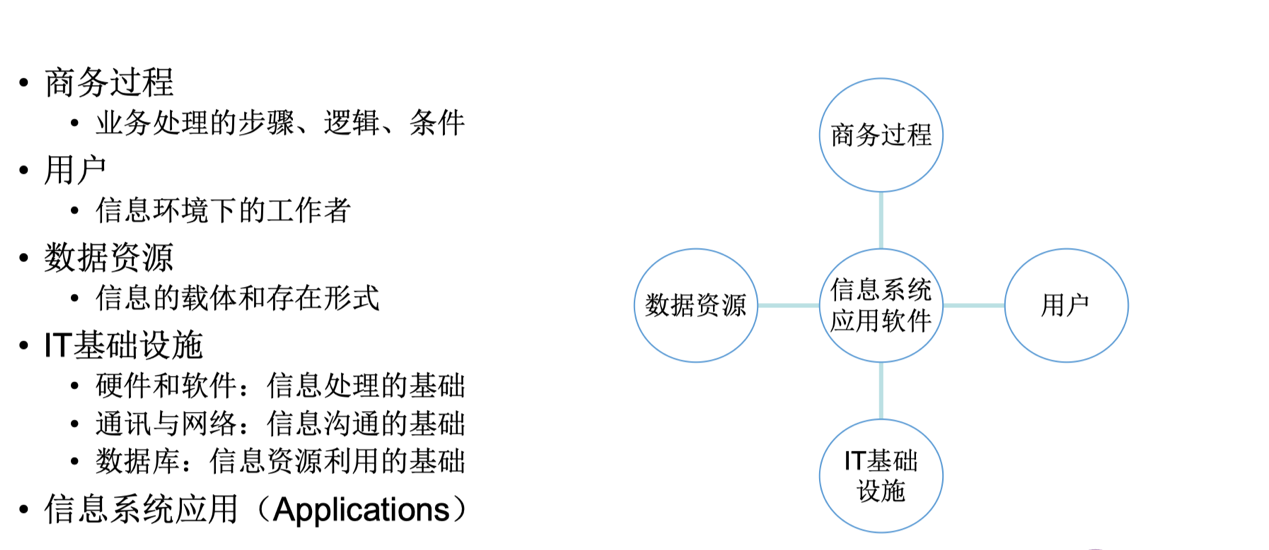 商务过程
业务处理的步骤、逻辑、条件
用户
信息环境下的工作者
数据资源
信息的载体和存在形式
IT基础设施
硬件和软件：信息处理的基础
通讯与网络：信息沟通的基础
数据库：信息资源利用的基础
信息系统应用（Applications）
商务过程
数据资源
信息系统
应用软件
用户
IT基础
设施